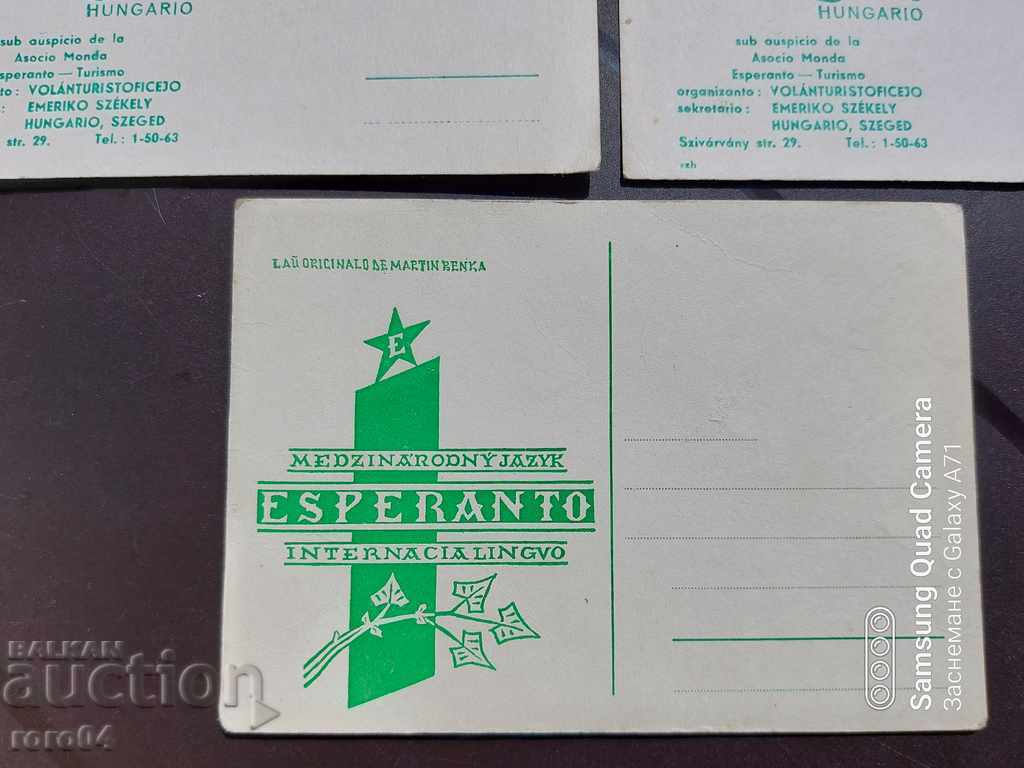 HUNGARIO
sub auspicio de la
Asocio Monda
Esperanto — Turismo
to: VOLÁNTURISTOFICEJO
: EMERIKO SZÉKELY
HUNGARIO, SZEGED
str. 29. Tel.: 1-50-63
HUNGARIO
sub auspicio de la
Asocio Monda
Esperanto — Turismo
organizanto: VOLÁNTURISTOFICEJO
sekretario: EMERIKO SZÉKELY
HUNGARIO, SZEGED
Szivárvány str. 29. Tel.: 1-50-63
rzh
LAŬ ORIGINALO DE MARTIN BENKA
E
MEDZINÁRODNÝ JAZYK
ESPERANTO
INTERNACIA LINGVO
Samsung Quad Camera
Заснемане с Galaxy A71
BALKAN
auction
roro04